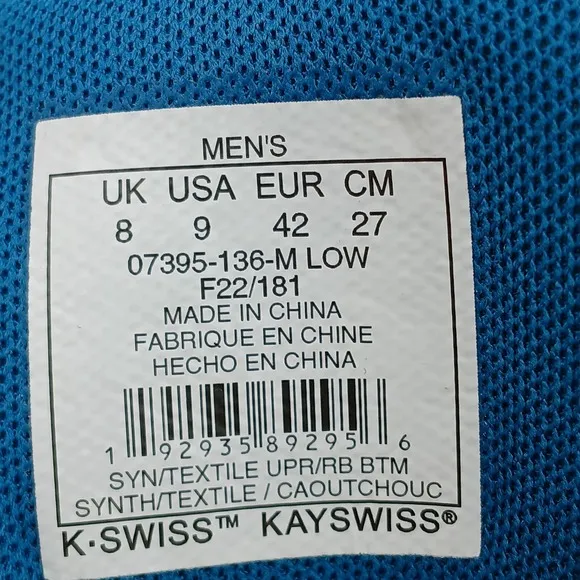 MEN'S
UK USA EUR CM
8 9 42 27
07395-136-M LOW
F22/181
MADE IN CHINA
FABRIQUE EN CHINE
HECHO EN CHINA
1 92935 89295 6
SYN/TEXTILE UPR/RB BTM
SYNTH/TEXTILE / CAOUTCHOUC
K·SWISS™ KAYSWISS®